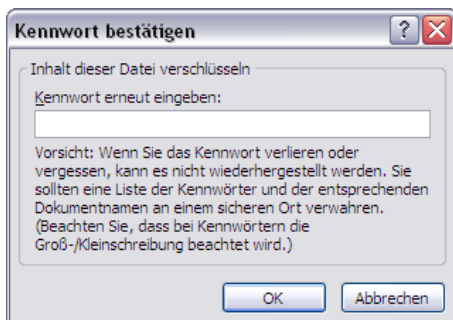 Kennwort bestätigen
Inhalt dieser Datei verschlüsseln
Kennwort erneut eingeben:
Vorsicht: Wenn Sie das Kennwort verlieren oder
vergessen, kann es nicht wiederhergestellt werden. Sie
sollten eine Liste der Kennwörter und der entsprechenden
Dokumentnamen an einem sicheren Ort verwahren.
(Beachten Sie, dass bei Kennwörtern die
Groß-/Kleinschreibung beachtet wird.)
OK Abbrechen